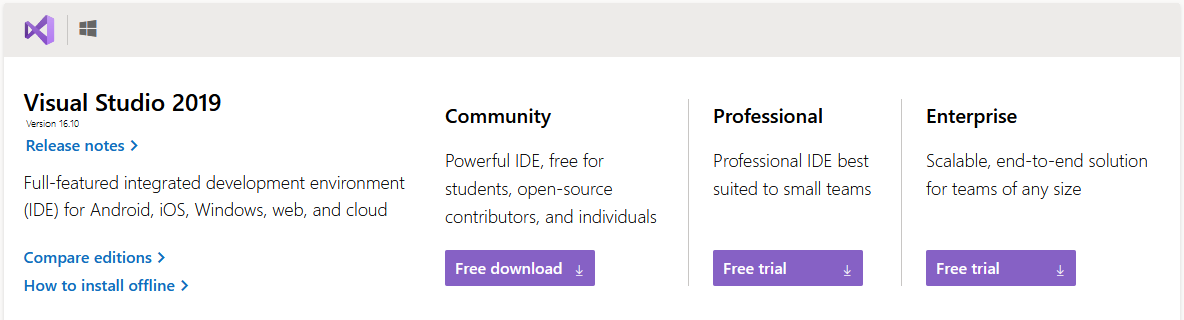 Visual Studio 2019
Version 16.10
Release notes
Full-featured integrated development environment
(IDE) for Android, iOS, Windows, web, and cloud
Compare editions
How to install offline
Community
Powerful IDE, free for
students, open-source
contributors, and individuals
Free download
Professional
Professional IDE best
suited to small teams
Free trial
Enterprise
Scalable, end-to-end solution
for teams of any size
Free trial